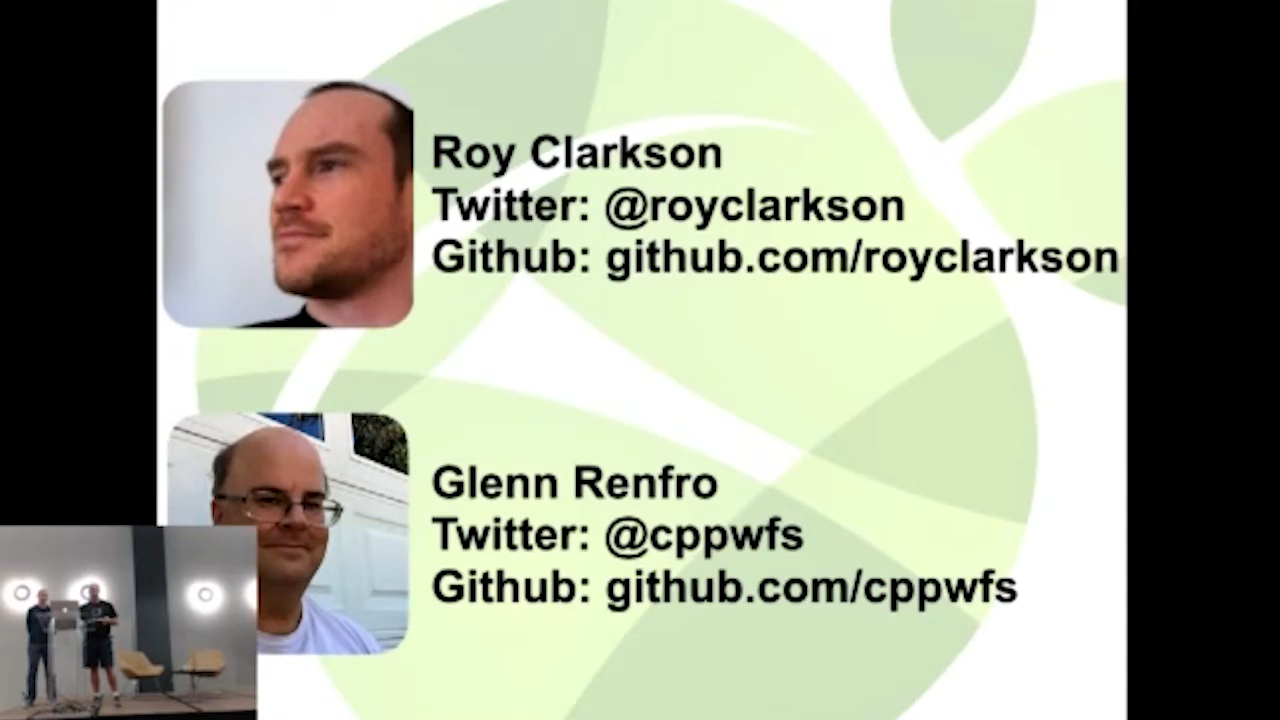 Roy Clarkson
Twitter: @royclarkson
Github: github.com/royclarkson
Glenn Renfro
Twitter: @cppwfs
Github: github.com/cppwfs